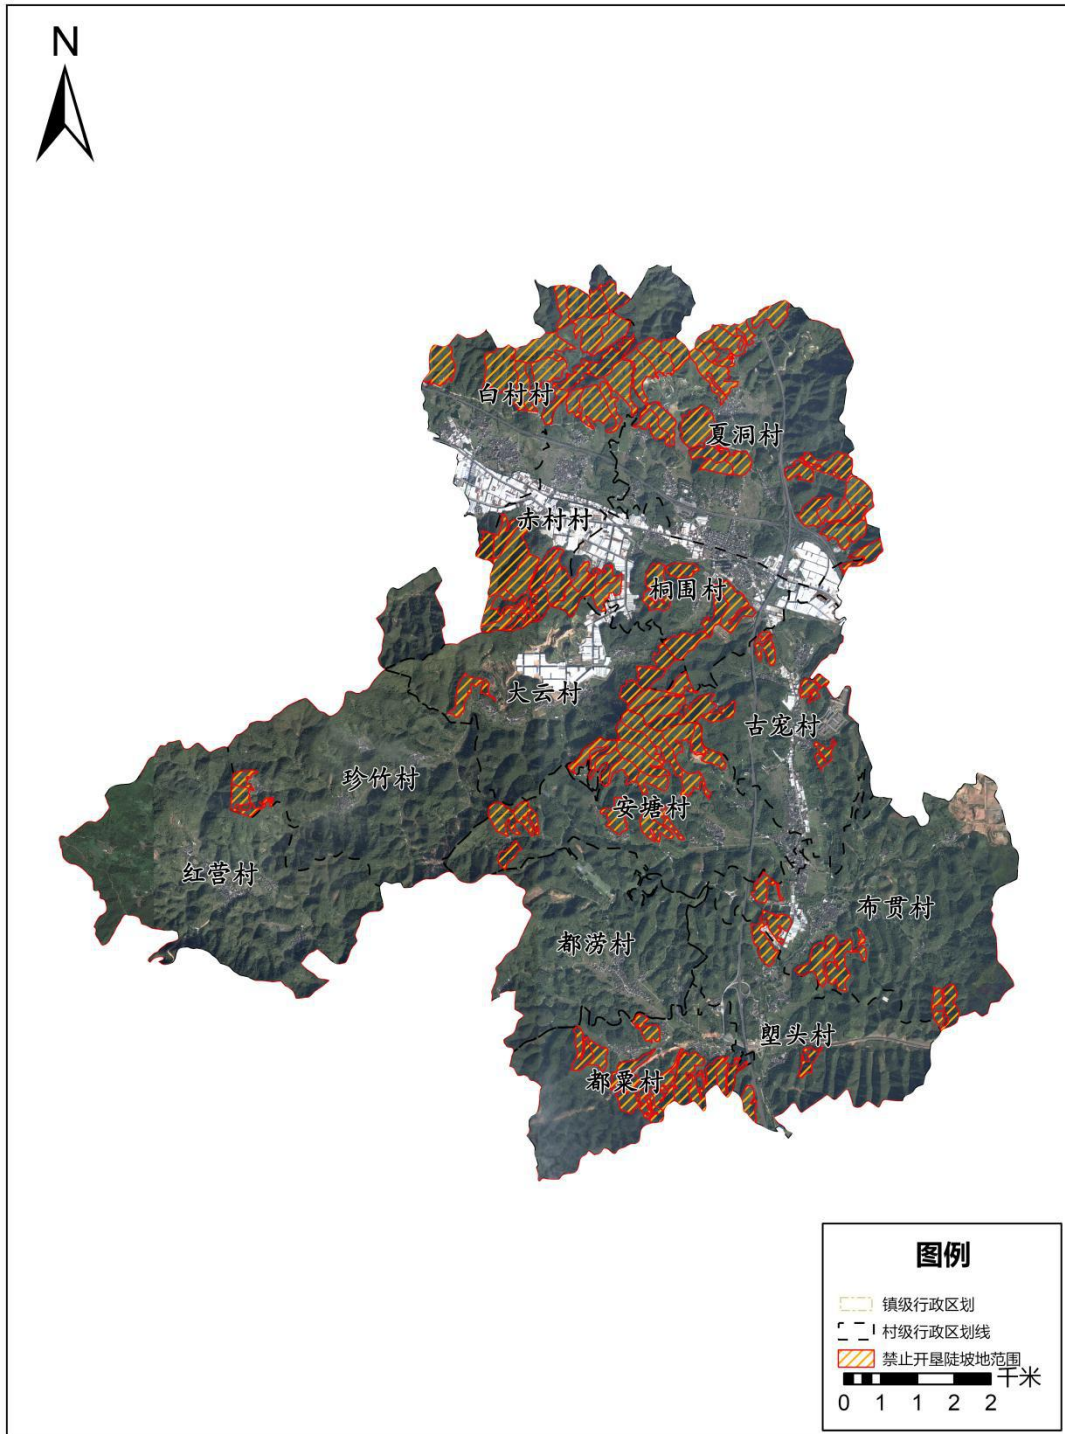 N
白村村
夏洞村
赤村村
桐围村
大云村
古宠村
珍竹村
安塘村
红营村
布贯村
都涝村
塱头村
都粟村
图例
镇级行政区划
村级行政区划线
禁止开垦陡坡地范围
千米
0 1 1 2 2